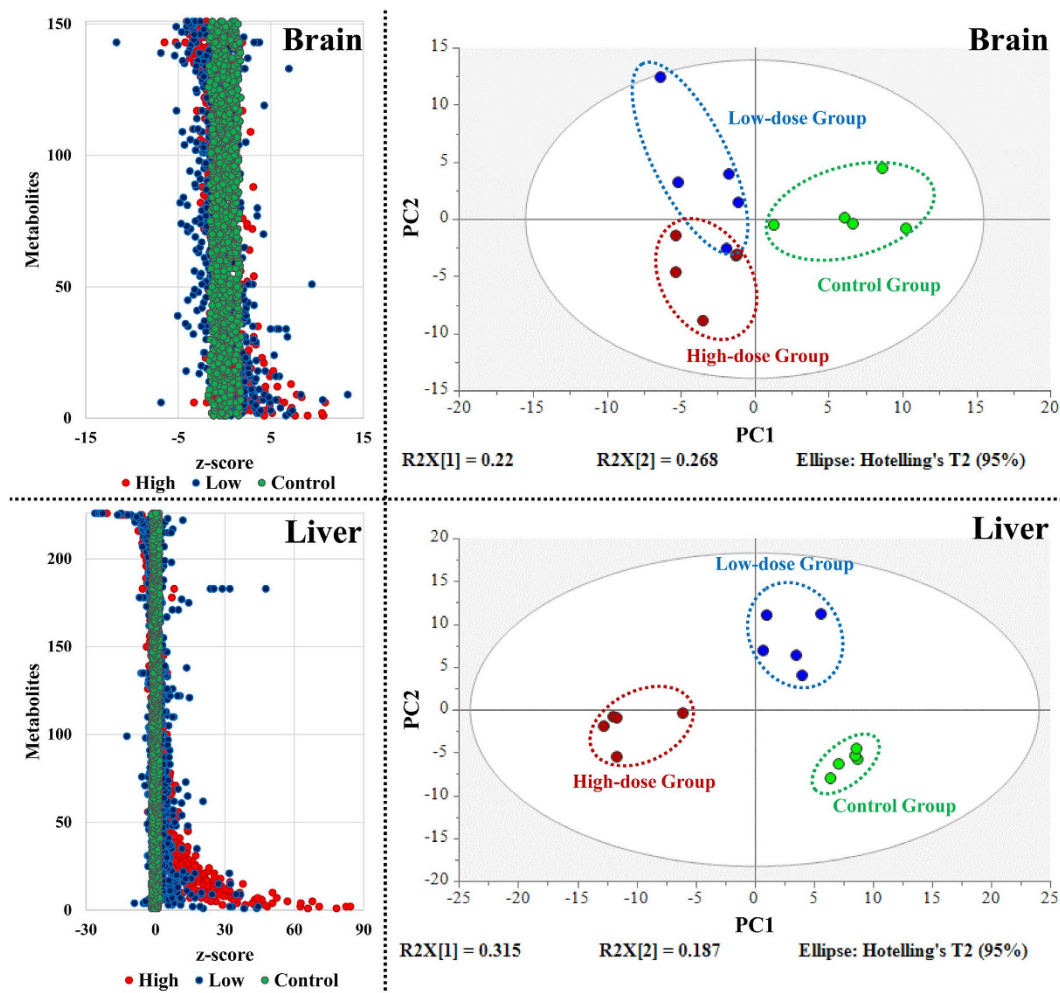 Brain
150
100
50
0
Metabolites
-15
-5
5
15
z-score
High
Low
Control
Brain
15
10
5
0
-5
-10
-15
PC2
Low-dose Group
Control Group
High-dose Group
-20
-15
-10
-5
0
5
10
15
20
PC1
R2X[1] = 0.22
R2X[2] = 0.268
Ellipse: Hotelling's T2 (95%)
Liver
200
150
100
50
0
Metabolites
-30
0
30
60
90
z-score
High
Low
Control
Liver
20
15
10
5
0
-5
-10
-15
-20
PC2
Low-dose Group
High-dose Group
Control Group
-25
-20
-15
-10
-5
0
5
10
15
20
25
PC1
R2X[1] = 0.315
R2X[2] = 0.187
Ellipse: Hotelling's T2 (95%)